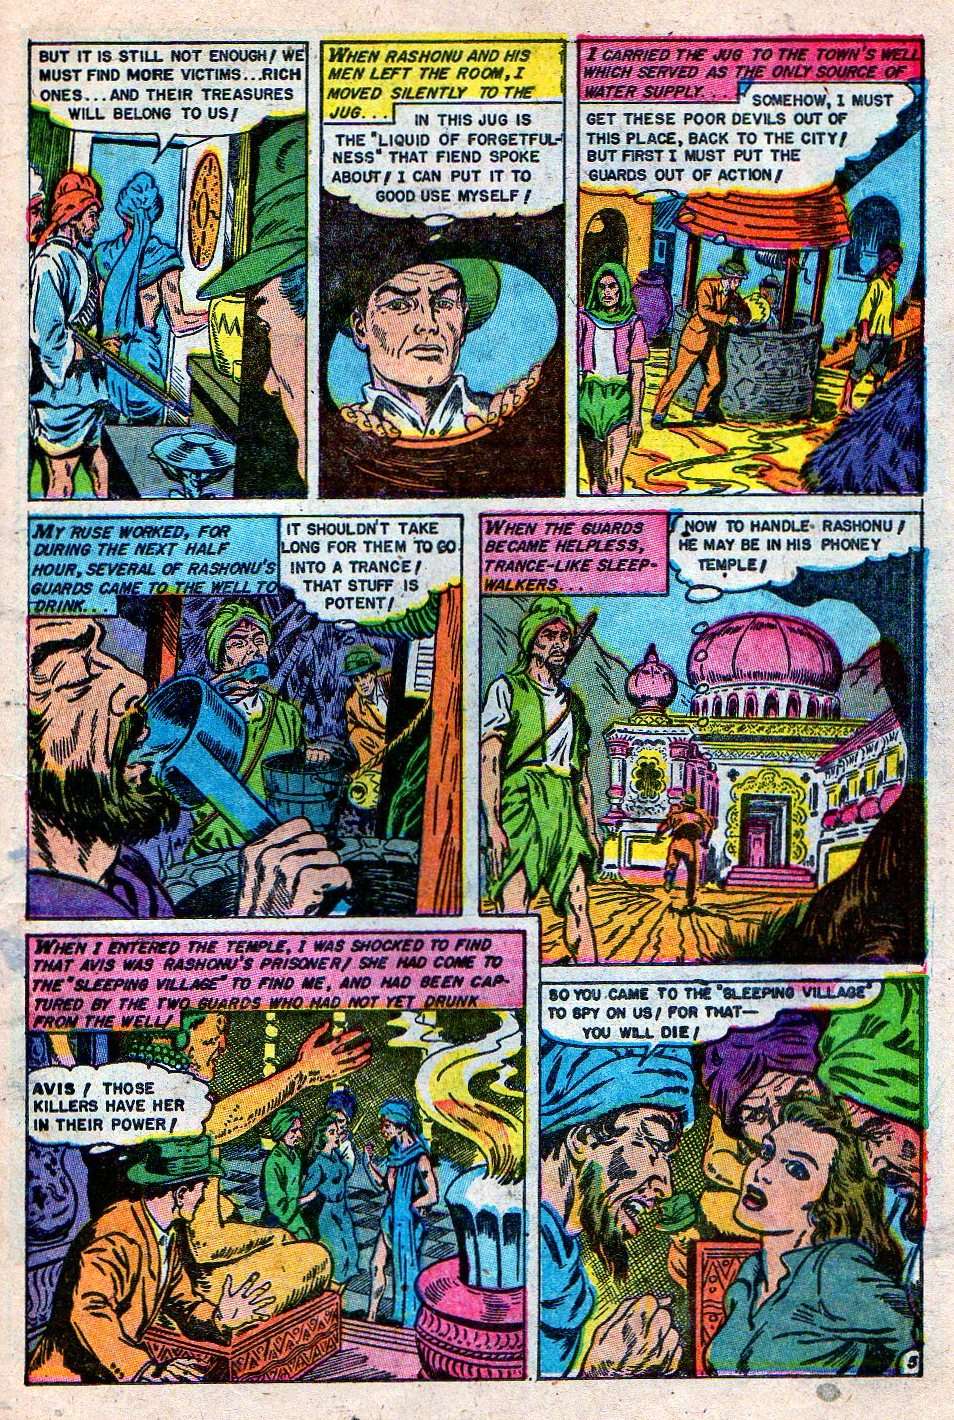 BUT IT IS STILL NOT ENOUGH! WE
MUST FIND MORE VICTIMS...RICH
ONES...AND THEIR TREASURES
WILL BELONG TO US!
WHEN RASHONU AND HIS
MEN LEFT THE ROOM, I
MOVED SILENTLY TO THE
JUG...
IN THIS JUG IS
THE "LIQUID OF FORGETFUL-
NESS" THAT FIEND SPOKE
ABOUT! I CAN PUT IT TO
GOOD USE MYSELF!
I CARRIED THE JUG TO THE TOWN'S WELL
WHICH SERVED AS THE ONLY SOURCE OF
WATER SUPPLY...
SOMEHOW, I MUST
GET THESE POOR DEVILS OUT OF
THIS PLACE, BACK TO THE CITY!
BUT FIRST I MUST PUT THE
GUARDS OUT OF ACTION!
MY RUSE WORKED, FOR
DURING THE NEXT HALF
HOUR, SEVERAL OF RASHONU'S
GUARDS CAME TO THE WELL TO
DRINK...
IT SHOULDN'T TAKE
LONG FOR THEM TO GO
INTO A TRANCE!
THAT STUFF IS
POTENT!
WHEN THE GUARDS
BECAME HELPLESS,
TRANCE-LIKE SLEEP-
WALKERS...
NOW TO HANDLE RASHONU!
HE MAY BE IN HIS PHONEY
TEMPLE!
WHEN I ENTERED THE TEMPLE, I WAS SHOCKED TO FIND
THAT AVIS WAS RASHONU'S PRISONER! SHE HAD COME TO
THE "SLEEPING VILLAGE" TO FIND ME, AND HAD BEEN CAP-
TURED BY THE TWO GUARDS WHO HAD NOT YET DRUNK
FROM THE WELL!
AVIS! THOSE
KILLERS HAVE HER
IN THEIR POWER!
SO YOU CAME TO THE "SLEEPING VILLAGE"
TO SPY ON US! FOR THAT—
YOU WILL DIE!
5